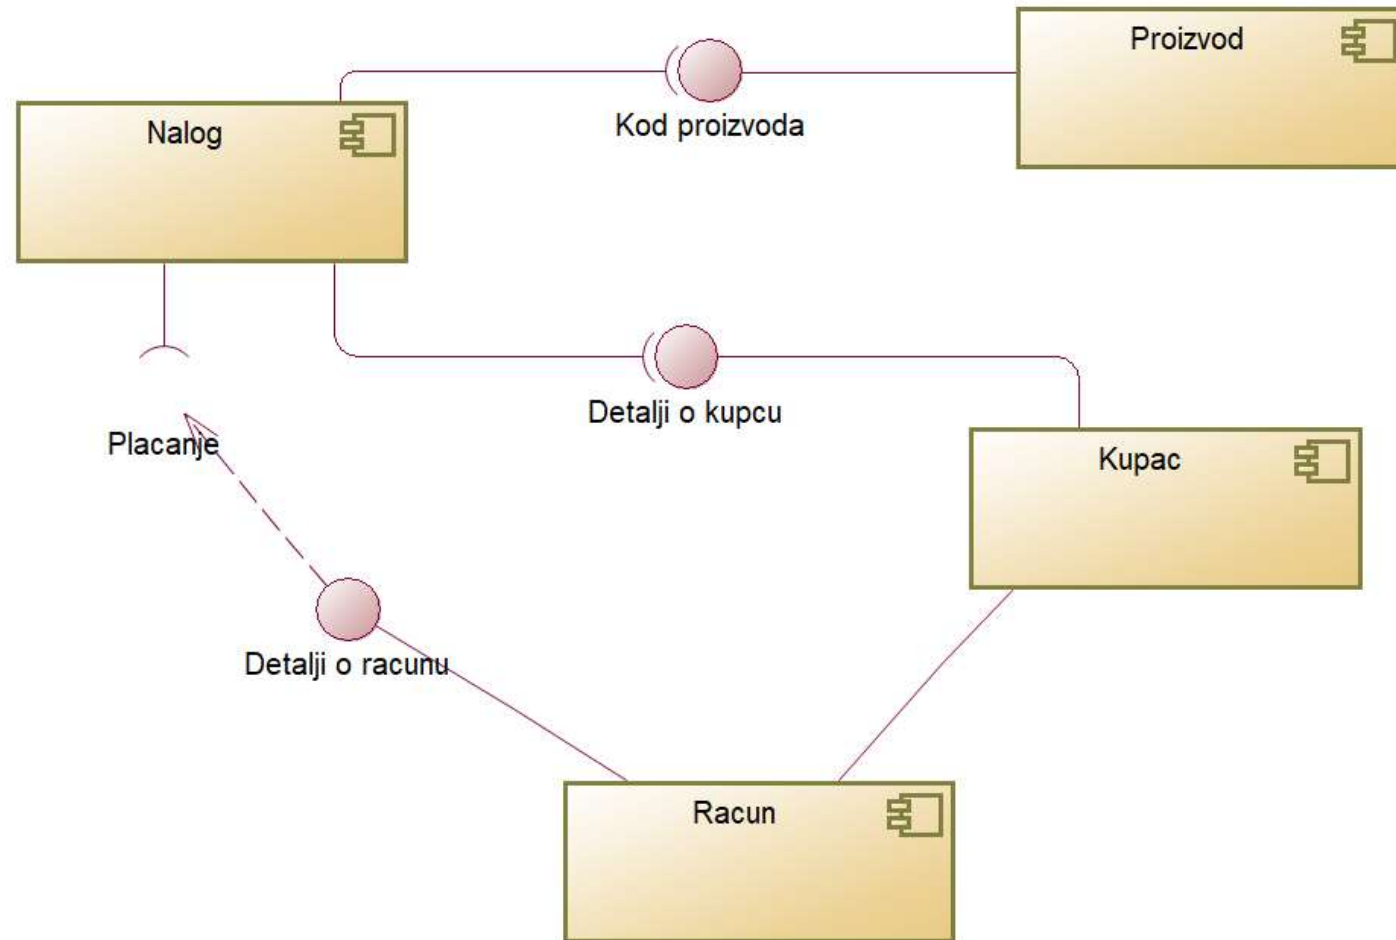 Proizvod
Nalog
Kod proizvoda
Detalji o kupcu
Placanje
Kupac
Detalji o racunu
Racun